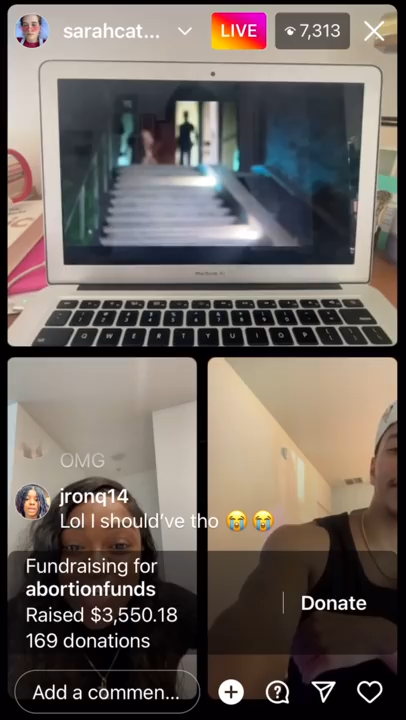 sarahcat...
LIVE
7,313
MacBook Air
Q W E R T Y U I O P
OMG
jronq14
Lol I should've tho 😭😭
Fundraising for
abortionfunds
Raised $3,550.18
169 donations
Donate
Add a commen...